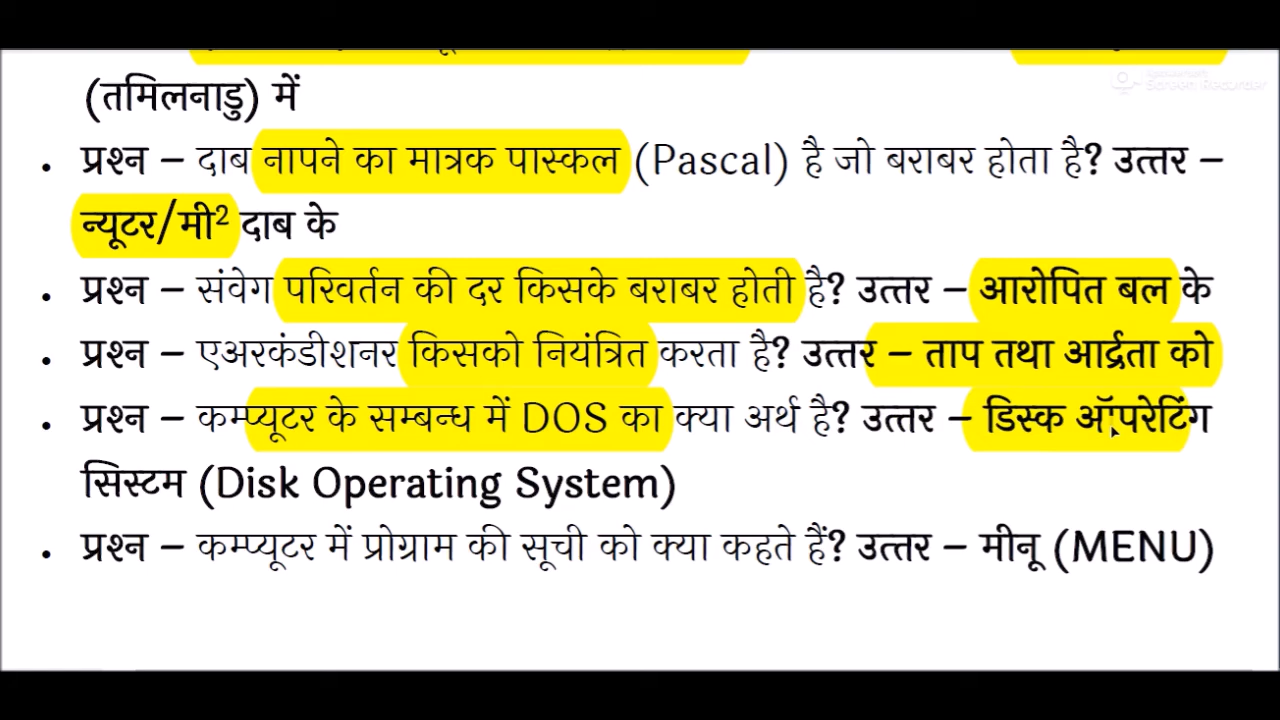 (तमिलनाडु) में
Screen Recorder
• प्रश्न – दाब नापने का मात्रक पास्कल (Pascal) है जो बराबर होता है? उत्तर –
न्यूटर/मी² दाब के
• प्रश्न – संवेग परिवर्तन की दर किसके बराबर होती है? उत्तर – आरोपित बल के
• प्रश्न – एअरकंडीशनर किसको नियंत्रित करता है? उत्तर – ताप तथा आर्द्रता को
• प्रश्न – कम्प्यूटर के सम्बन्ध में DOS का क्या अर्थ है? उत्तर – डिस्क ऑपरेटिंग
सिस्टम (Disk Operating System)
• प्रश्न – कम्प्यूटर में प्रोग्राम की सूची को क्या कहते हैं? उत्तर – मीनू (MENU)